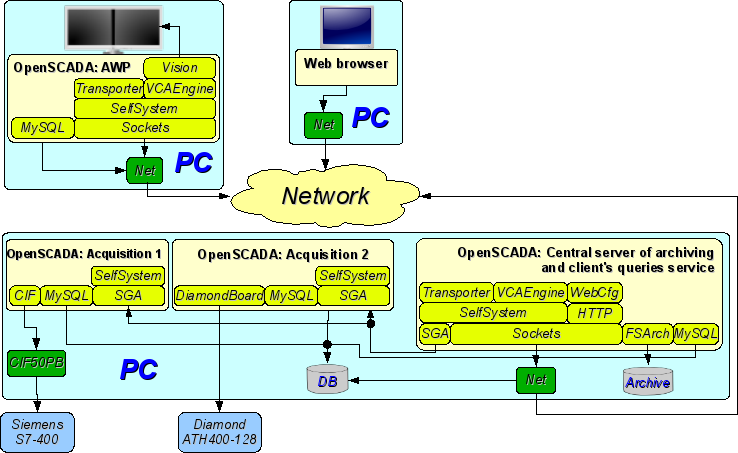 OpenSCADA: AWP
Vision
Transporter
VCAEngine
SelfSystem
MySQL
Sockets
Net
PC
Web browser
Net
PC
Network
OpenSCADA: Acquisition 1
SelfSystem
CIF
MySQL
SGA
OpenSCADA: Acquisition 2
SelfSystem
DiamondBoard
MySQL
SGA
OpenSCADA: Central server of archiving
and client's queries service
Transporter
VCAEngine
WebCfg
SelfSystem
HTTP
SGA
Sockets
FSArch
MySQL
CIF50PB
PC
DB
Net
Archive
Siemens
S7-400
Diamond
ATH400-128